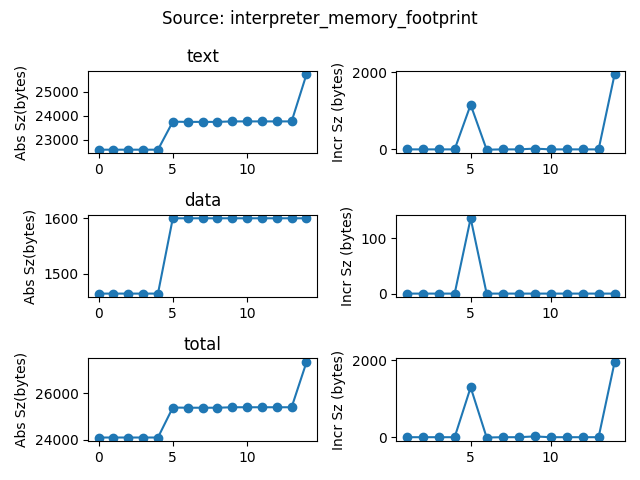 Source: interpreter_memory_footprint
text
Abs Sz(bytes)
25000
24000
23000
0
5
10
Incr Sz (bytes)
2000
0
5
10
data
Abs Sz(bytes)
1600
1500
0
5
10
Incr Sz (bytes)
100
0
5
10
total
Abs Sz(bytes)
26000
24000
0
5
10
Incr Sz (bytes)
2000
0
5
10